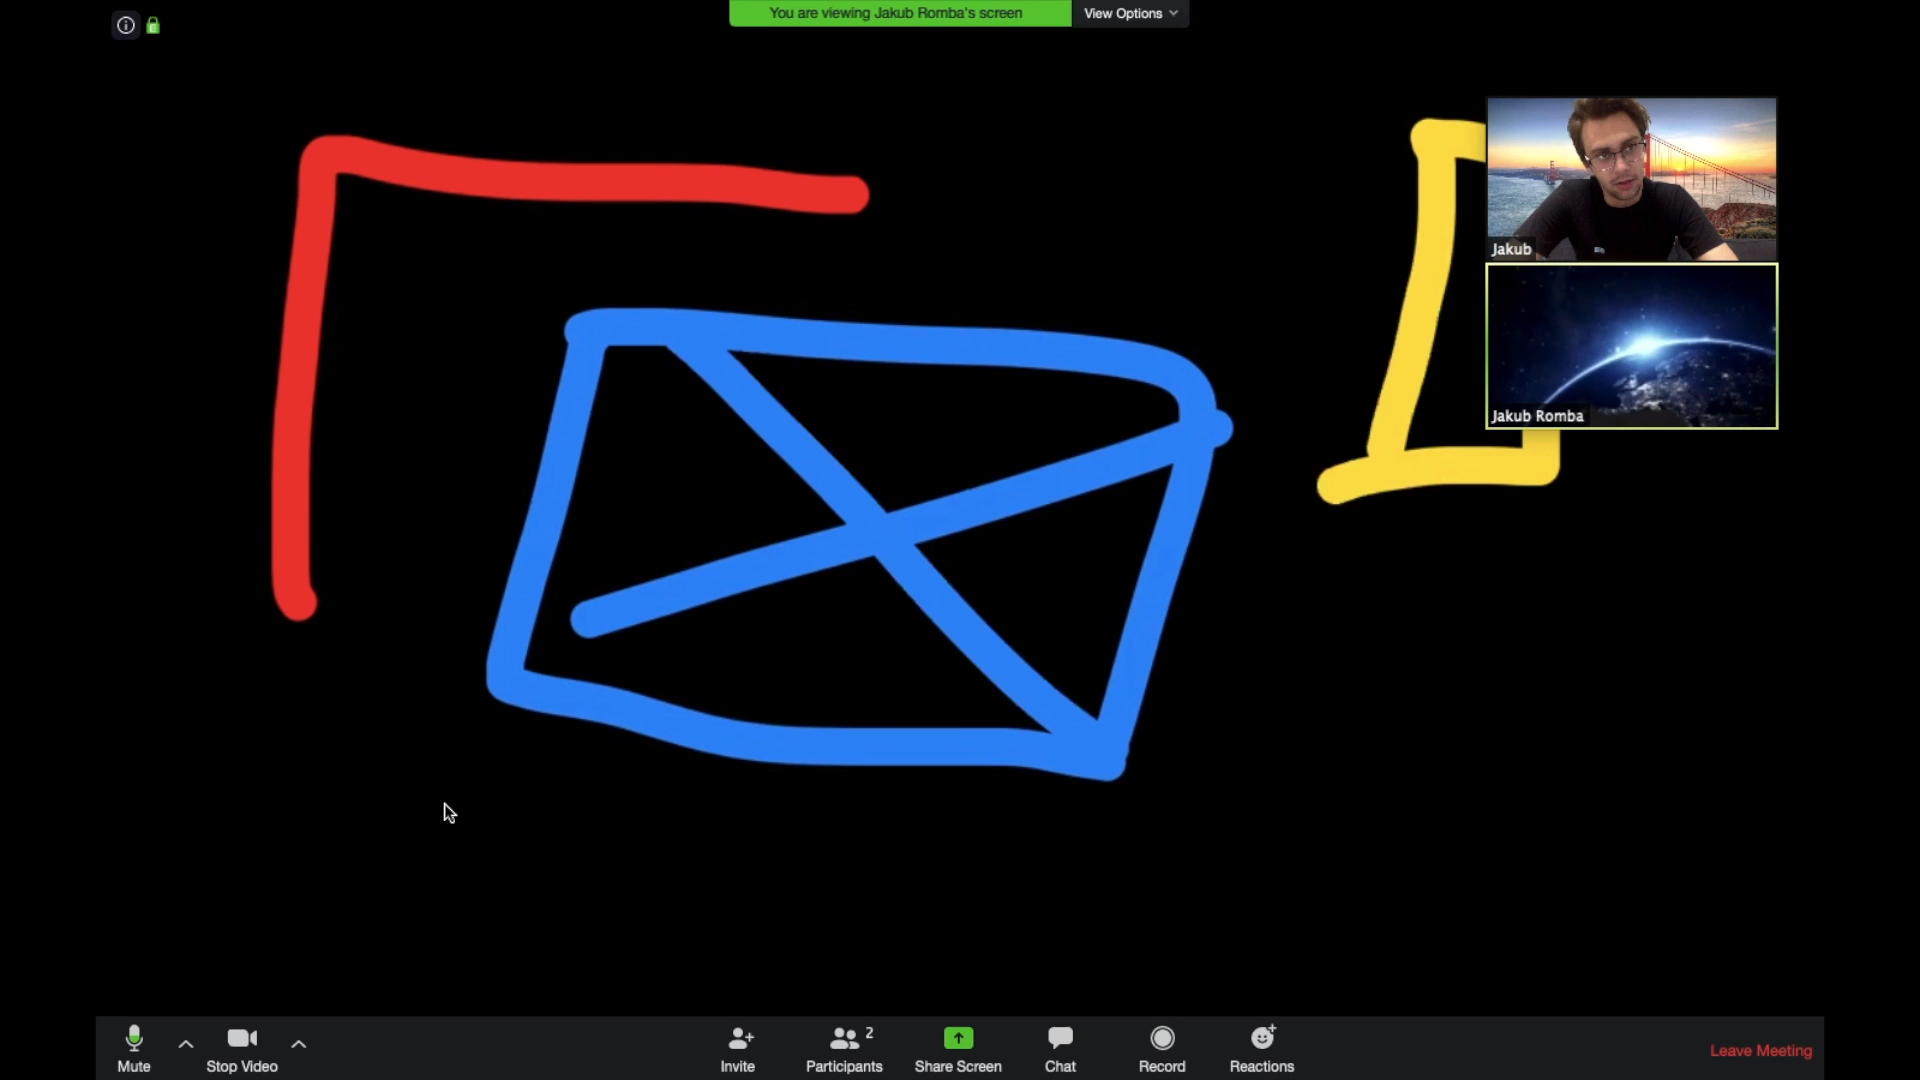 You are viewing Jakub Romba's screen
View Options
Jakub
Jakub Romba
Mute
Stop Video
Invite
2
Participants
Share Screen
Chat
Record
Reactions
Leave Meeting